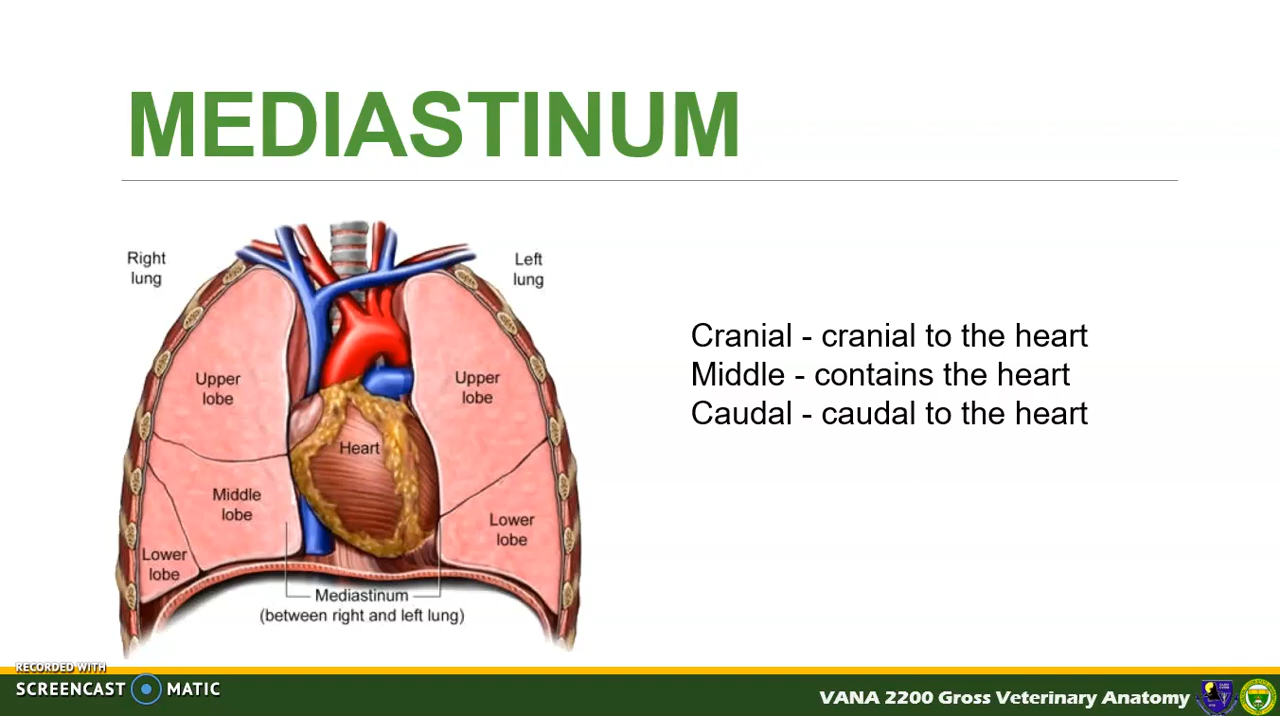 MEDIASTINUM
Right
lung
Left
lung
Upper
lobe
Upper
lobe
Heart
Middle
lobe
Lower
lobe
Lower
lobe
Mediastinum
(between right and left lung)
Cranial - cranial to the heart
Middle - contains the heart
Caudal - caudal to the heart
RECORDED WITH
SCREENCAST MATIC
VANA 2200 Gross Veterinary Anatomy